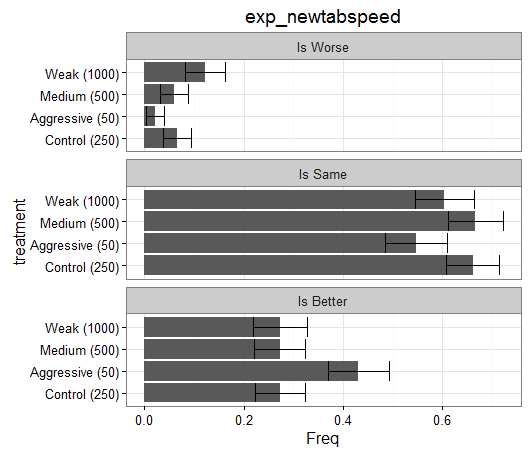 exp_newtabspeed
Is Worse
Weak (1000)
Medium (500)
Aggressive (50)
Control (250)
Is Same
Weak (1000)
Medium (500)
Aggressive (50)
Control (250)
treatment
Is Better
Weak (1000)
Medium (500)
Aggressive (50)
Control (250)
0.0 0.2 0.4 0.6
Freq